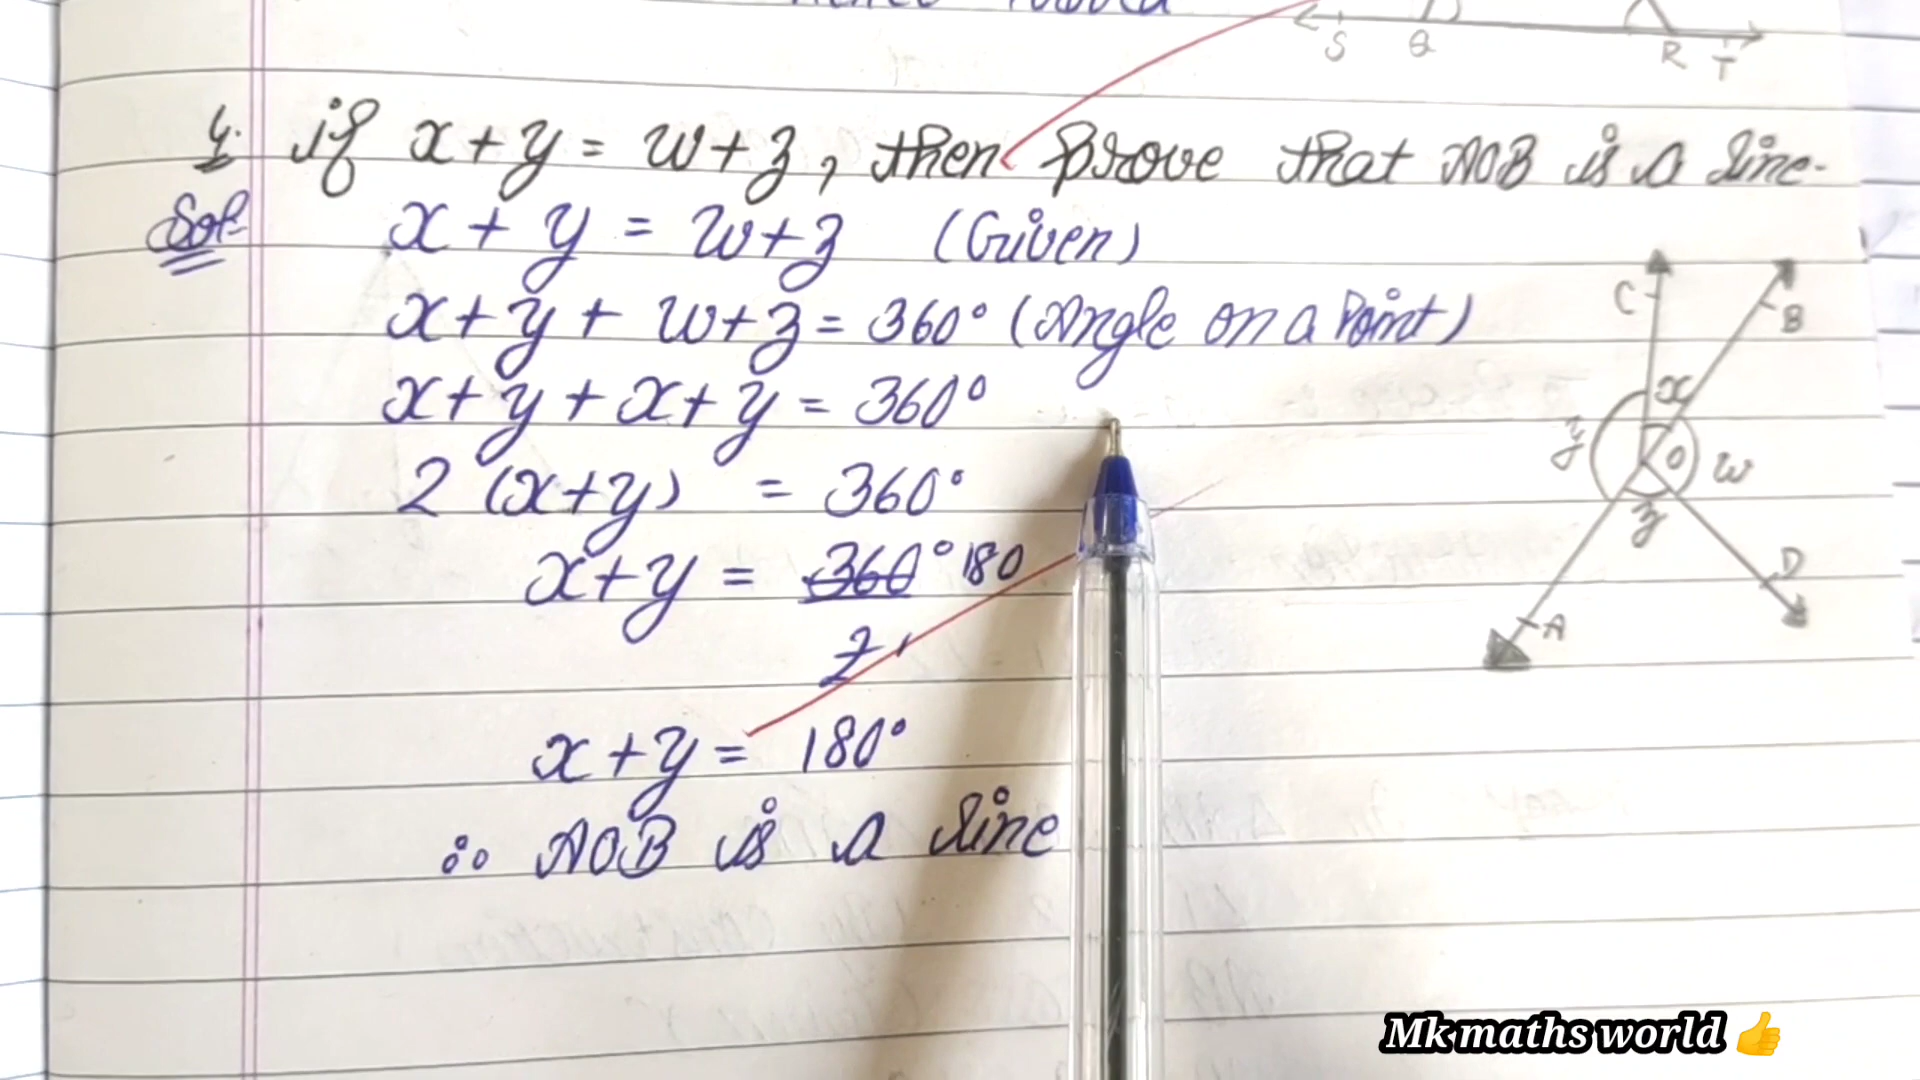 S Q R T
4. if x+y = w+z, then prove that AOB is a line.
Sol- x + y = w+z (Given)
x+y + w+z = 360° (Angle on a Point)
x+y+x+y = 360°
2 (x+y) = 360°
x+y = 360° 180
2 1
x+y = 180°
∴ AOB is a line
C B
x
y O w
z
D
A
Mk maths world 👍